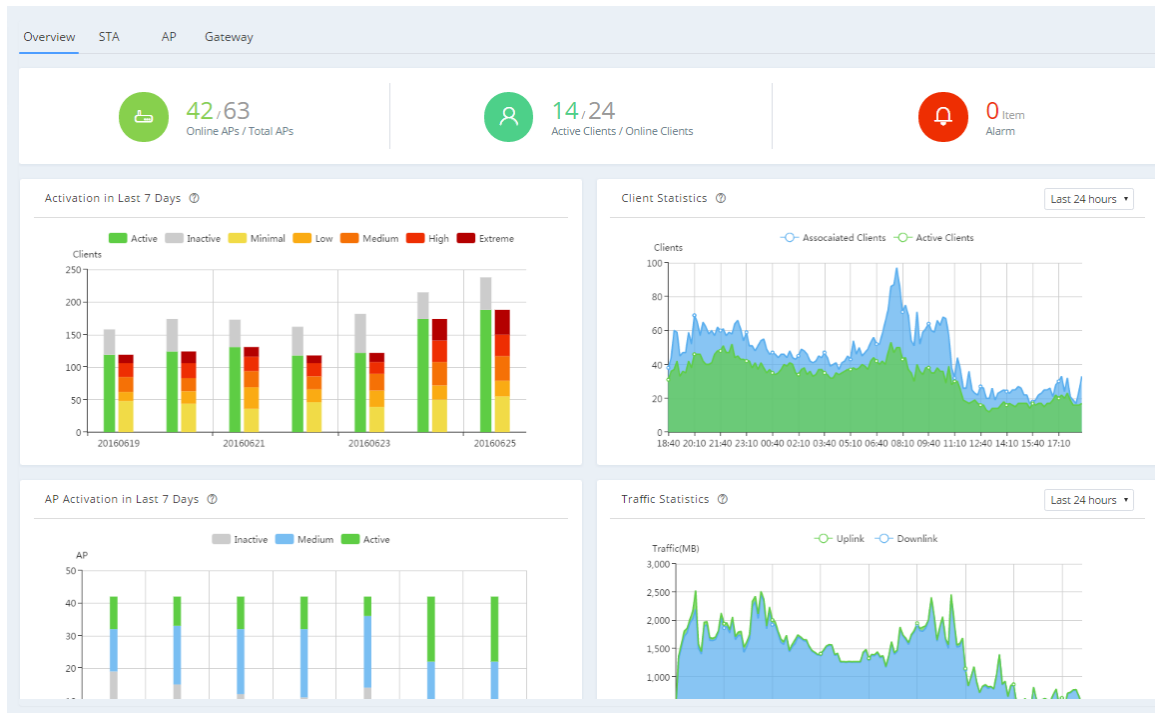 Overview STA AP Gateway
42 / 63
Online APs / Total APs
14 / 24
Active Clients / Online Clients
0 Item
Alarm
Activation in Last 7 Days ?
Active Inactive Minimal Low Medium High Extreme
Clients
250
200
150
100
50
0
20160619 20160621 20160623 20160625
Client Statistics ? Last 24 hours
Assocaiated Clients Active Clients
Clients
100
80
60
40
20
0
18:40 20:10 21:40 23:10 00:40 02:10 03:40 05:10 06:40 08:10 09:40 11:10 12:40 14:10 15:40 17:10
AP Activation in Last 7 Days ?
Inactive Medium Active
AP
50
40
30
20
Traffic Statistics ? Last 24 hours
Uplink Downlink
Traffic(MB)
3,000
2,500
2,000
1,500
1,000